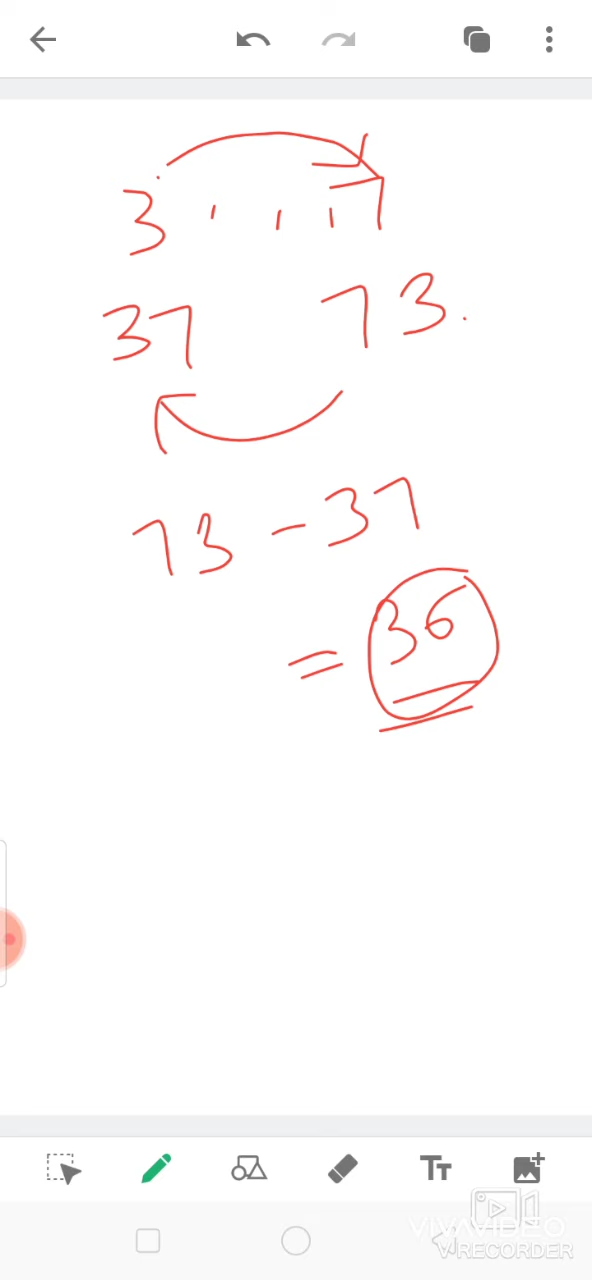 3 , , , 7
37 73.
73 - 37
= 36
VIVAVIDEO
RECORDER